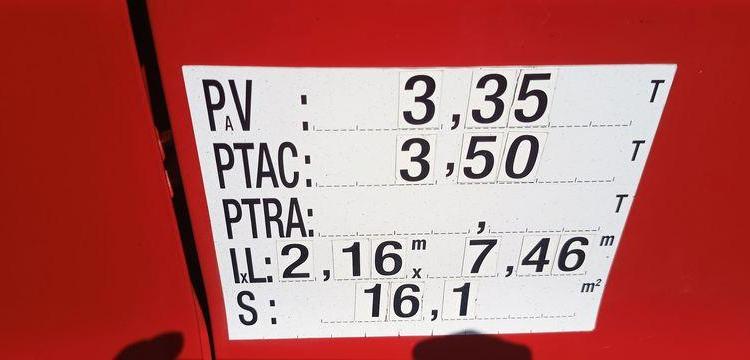 PAV : 3,35 T
PTAC: 3,50 T
PTRA: , T
lxL: 2,16 m x 7,46 m
S : 16,1 m²